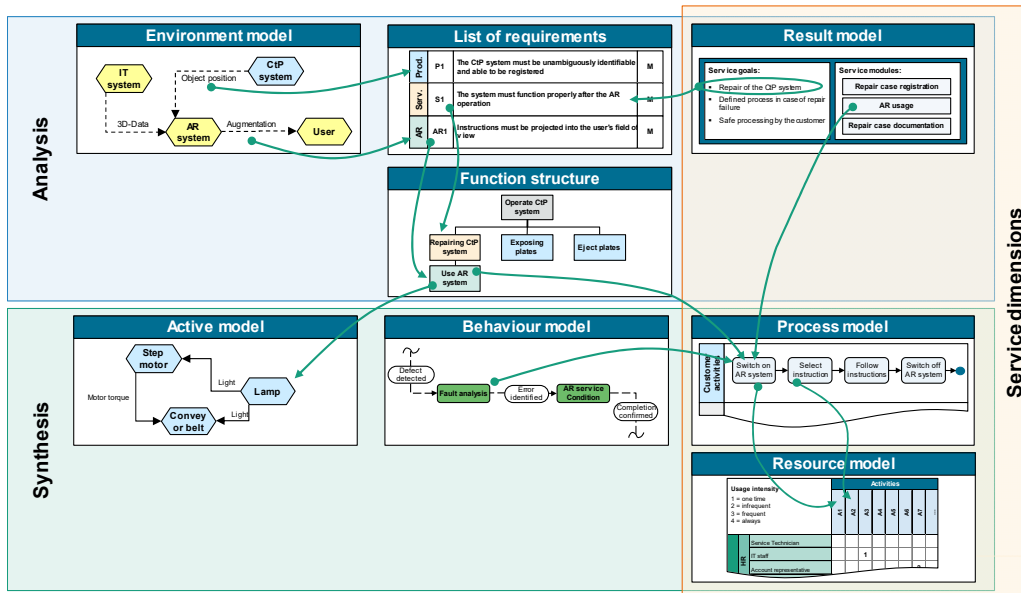 Analysis
Environment model
IT
system
CtP
system
Object position
3D-Data
AR
system
Augmentation
User
List of requirements
Prod.
P1
The CtP system must be unambiguously identifiable
and able to be registered
M
Serv.
S1
The system must function properly after the AR
operation
M
AR
AR1
Instructions must be projected into the user's field of
view
M
Result model
Service goals:
• Repair of the CtP system
• Defined process in case of repair
failure
• Safe processing by the customer
Service modules:
Repair case registration
AR usage
Repair case documentation
Function structure
Operate CtP
system
Repairing CtP
system
Exposing
plates
Eject plates
Use AR
system
Service dimensions
Synthesis
Active model
Step
motor
Light
Lamp
Motor torque
Light
Convey
or belt
Behaviour model
Defect
detected
Fault analysis
Error
identified
AR service
Condition
Completion
confirmed
Process model
Customer
activities
Switch on
AR system
Select
instruction
Follow
instructions
Switch off
AR system
Resource model
Usage intensity
1 = one time
2 = infrequent
3 = frequent
4 = always
Activities
A1
A2
A3
A4
A5
A6
A7
...
HR
Service Technician
IT staff
1
Account representative